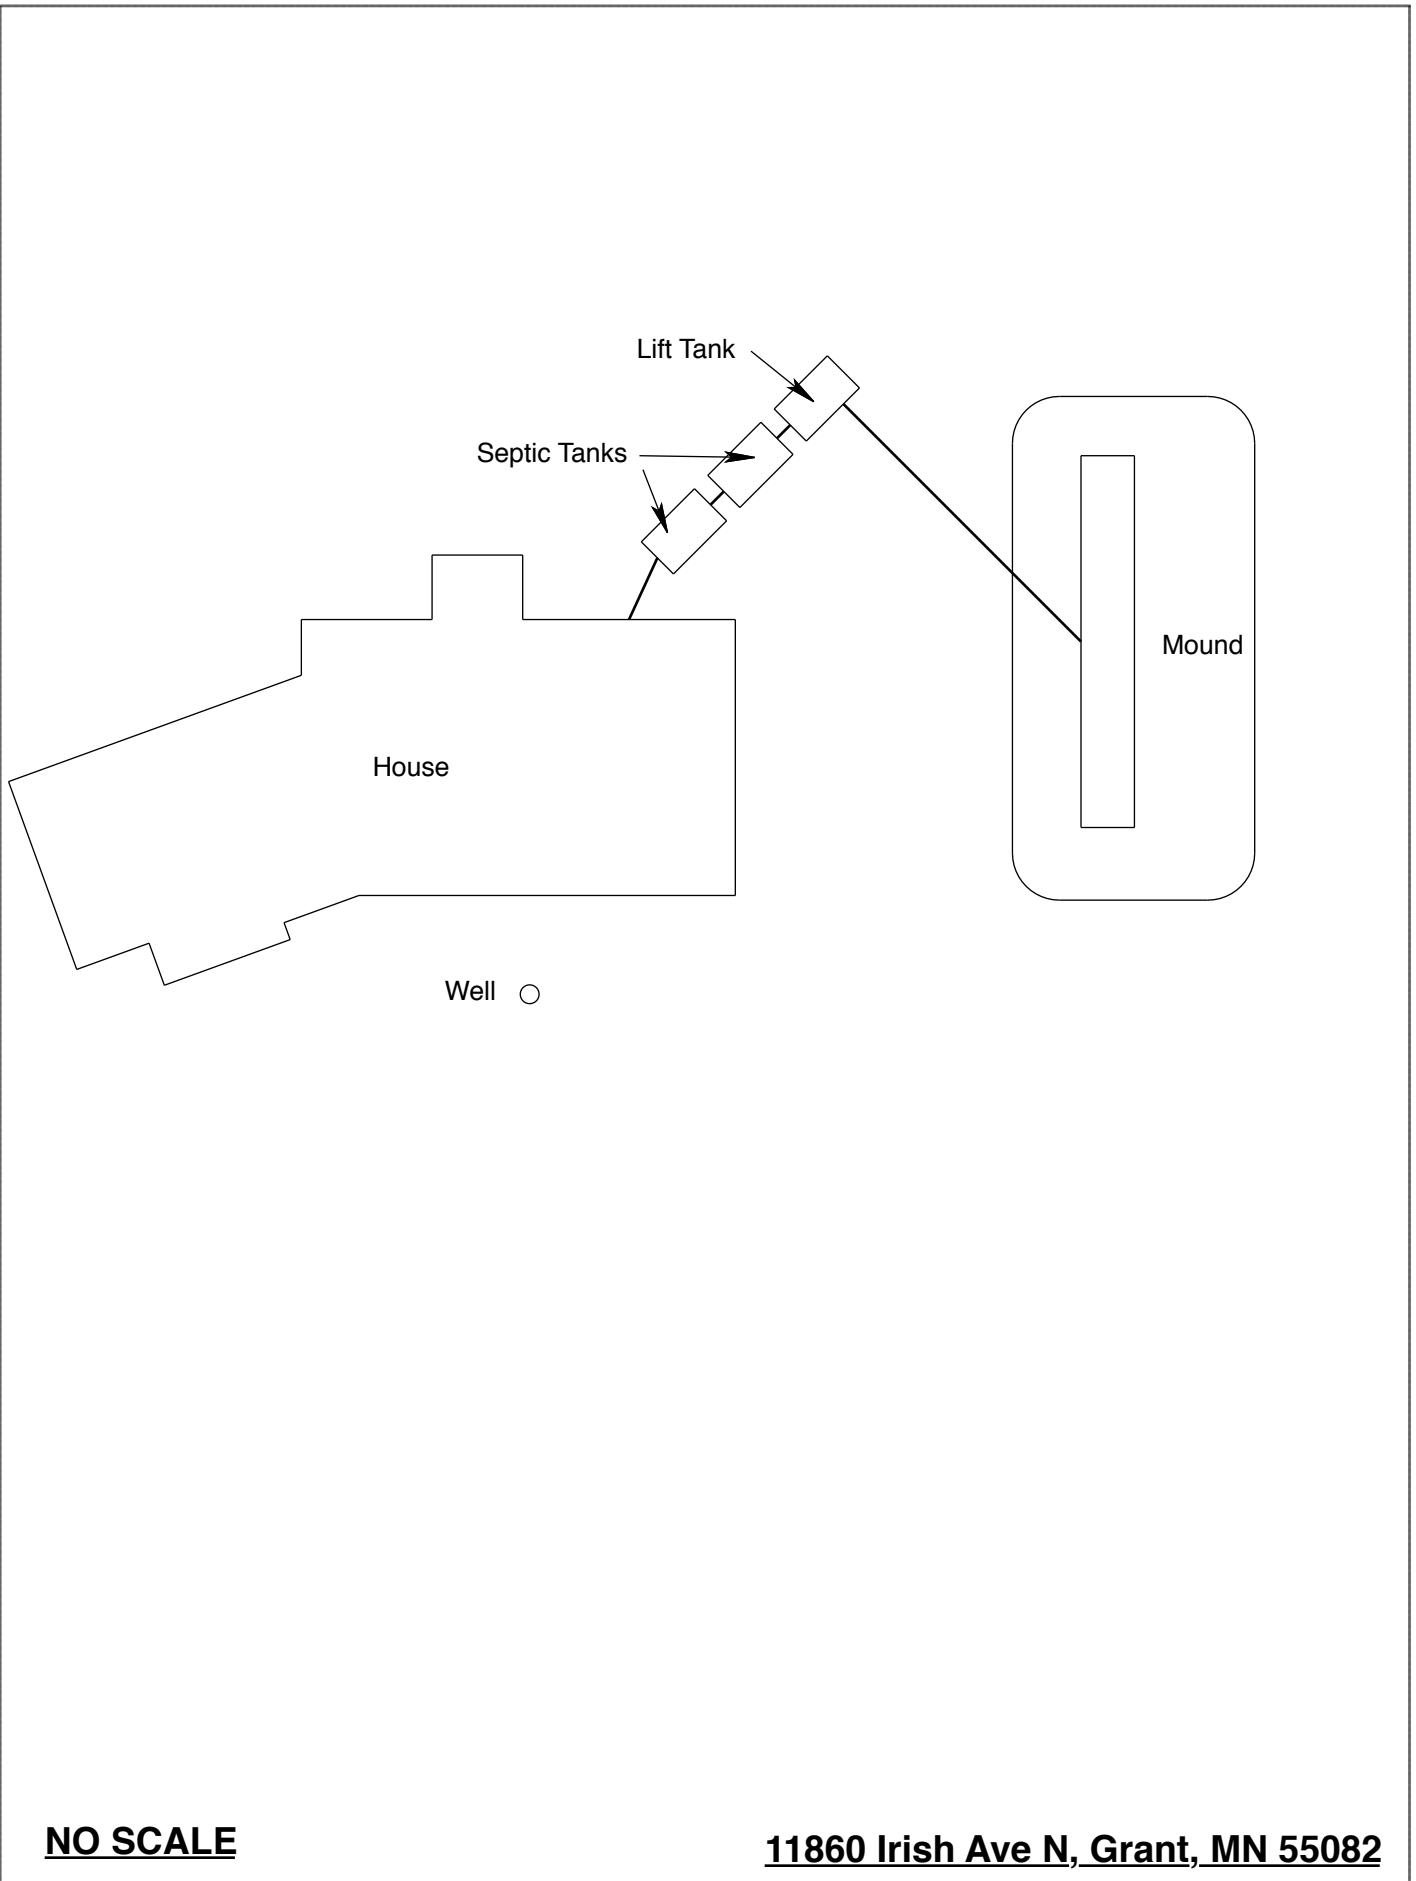 Lift Tank
Septic Tanks
Mound
House
Well
NO SCALE
11860 Irish Ave N, Grant, MN 55082